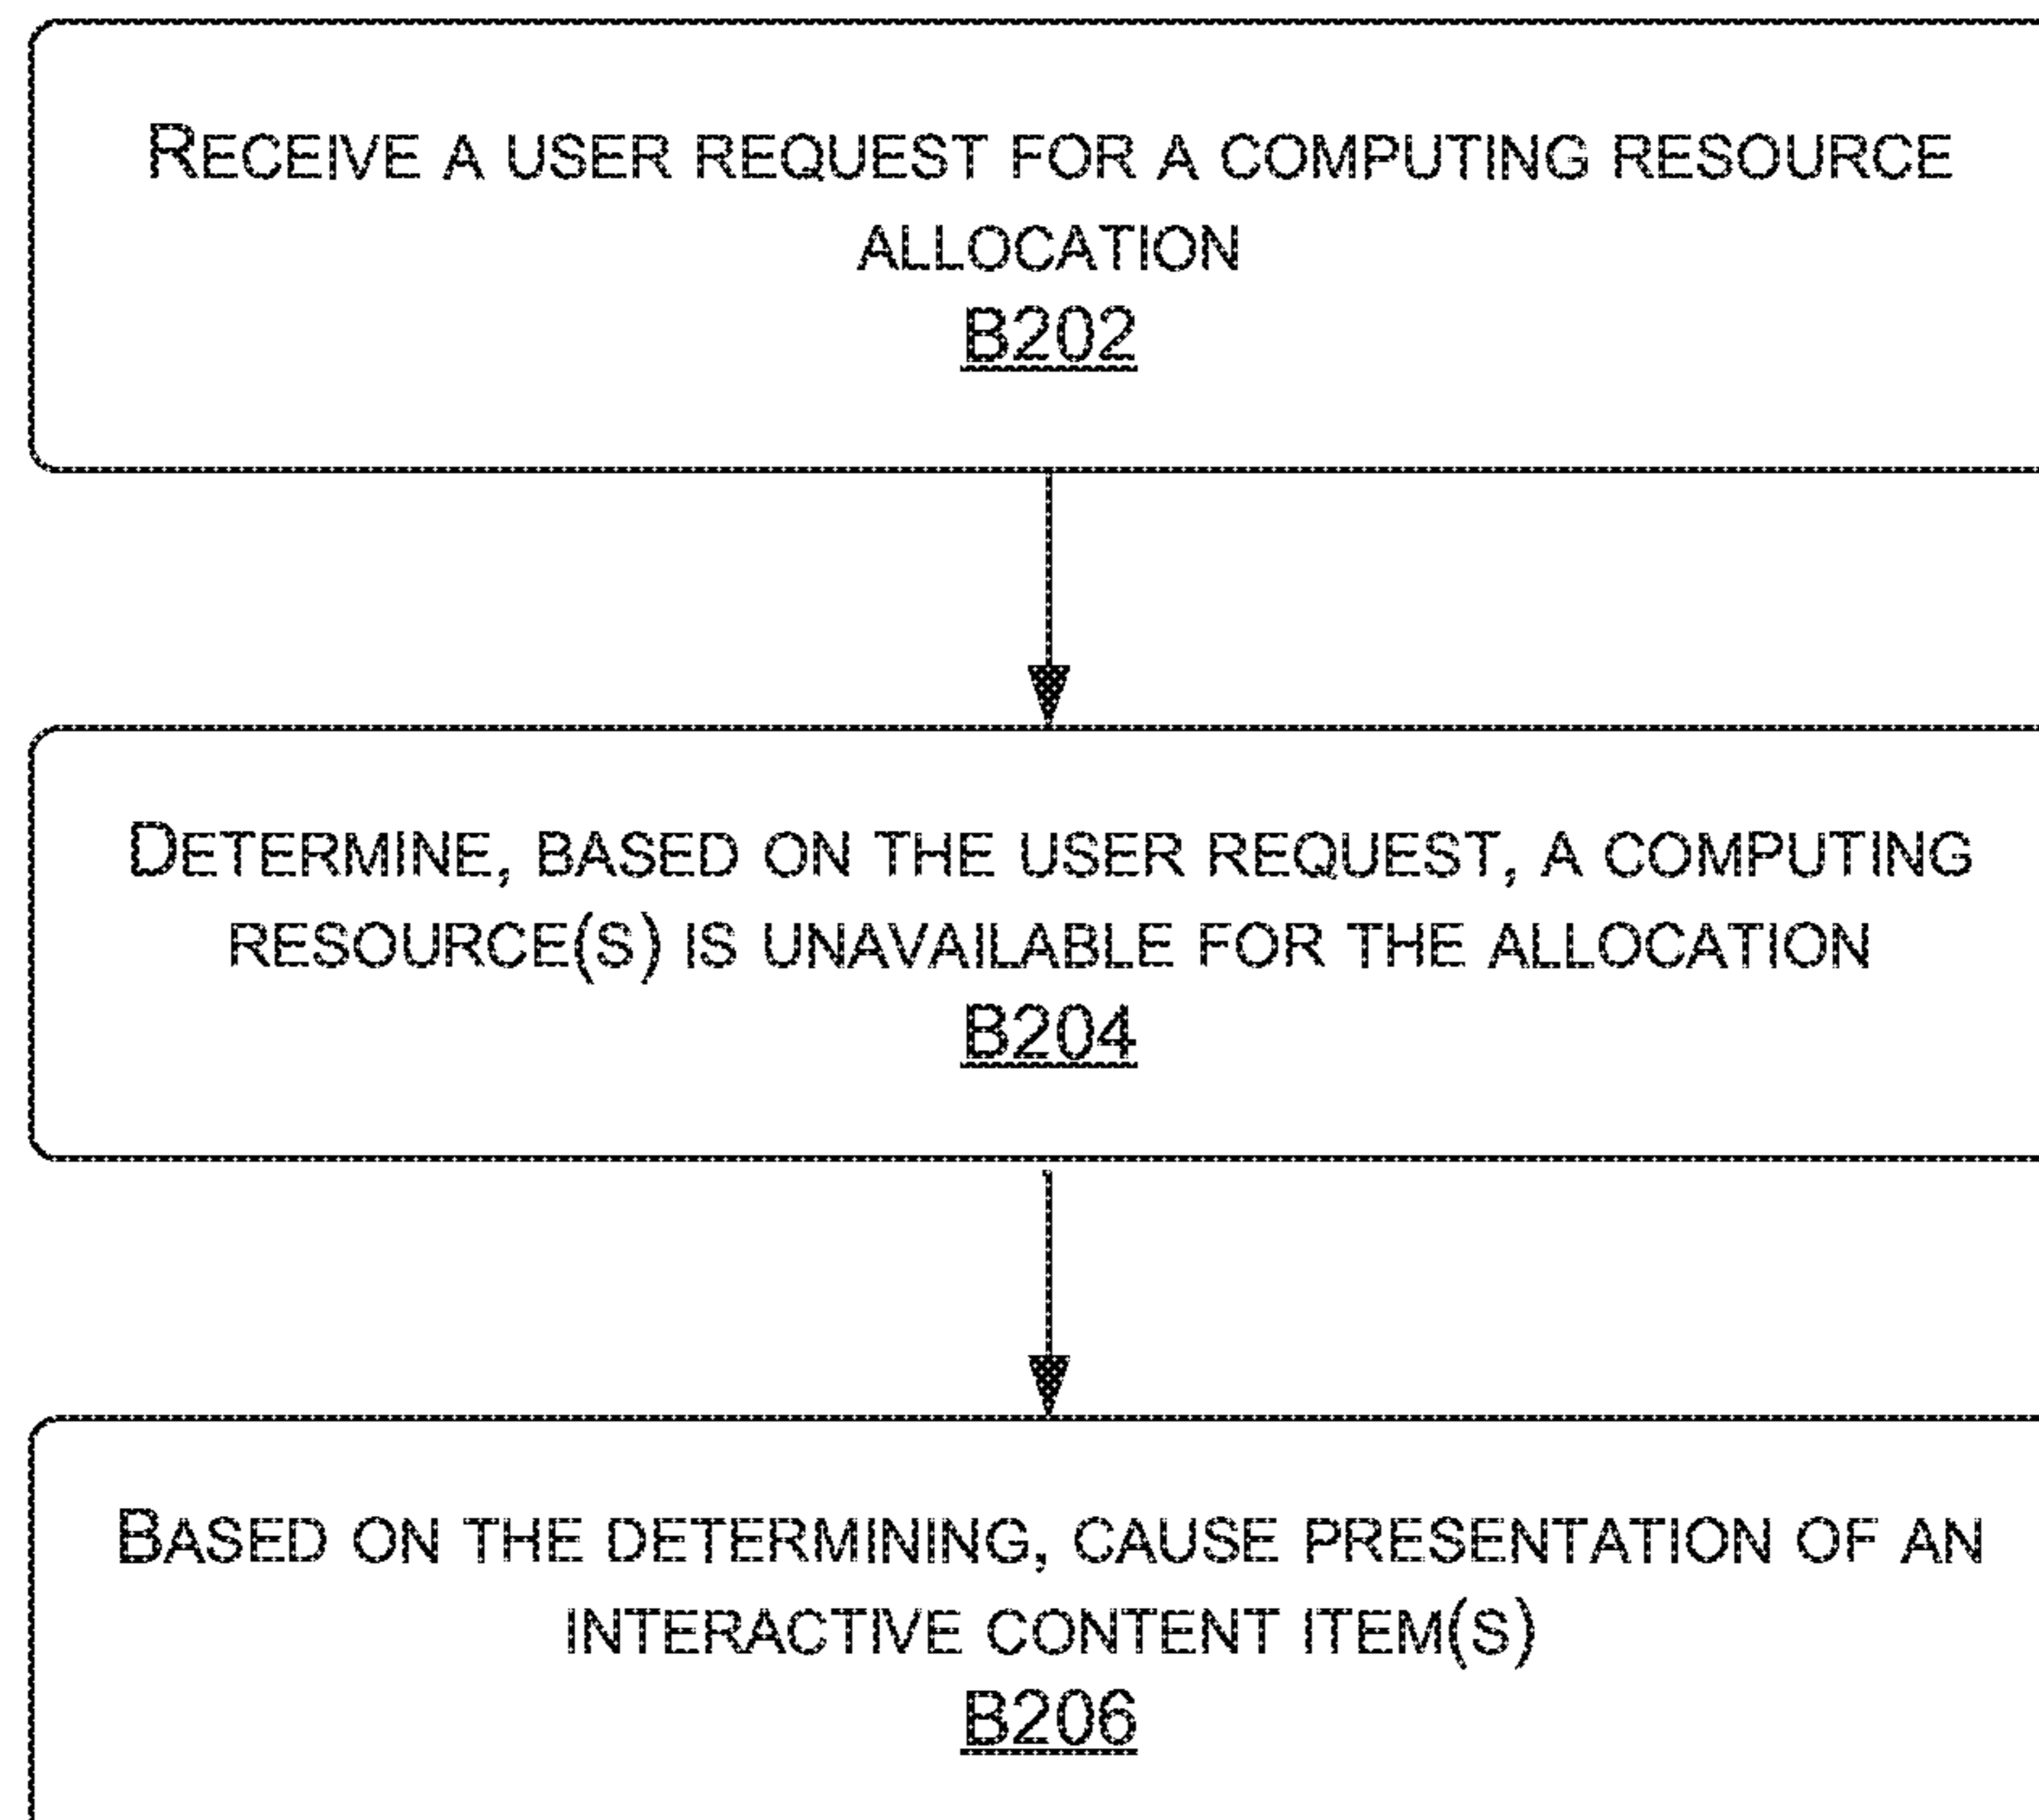 RECEIVE A USER REQUEST FOR A COMPUTING RESOURCE
ALLOCATION
B202
DETERMINE, BASED ON THE USER REQUEST, A COMPUTING
RESOURCE(S) IS UNAVAILABLE FOR THE ALLOCATION
B204
BASED ON THE DETERMINING, CAUSE PRESENTATION OF AN
INTERACTIVE CONTENT ITEM(S)
B206